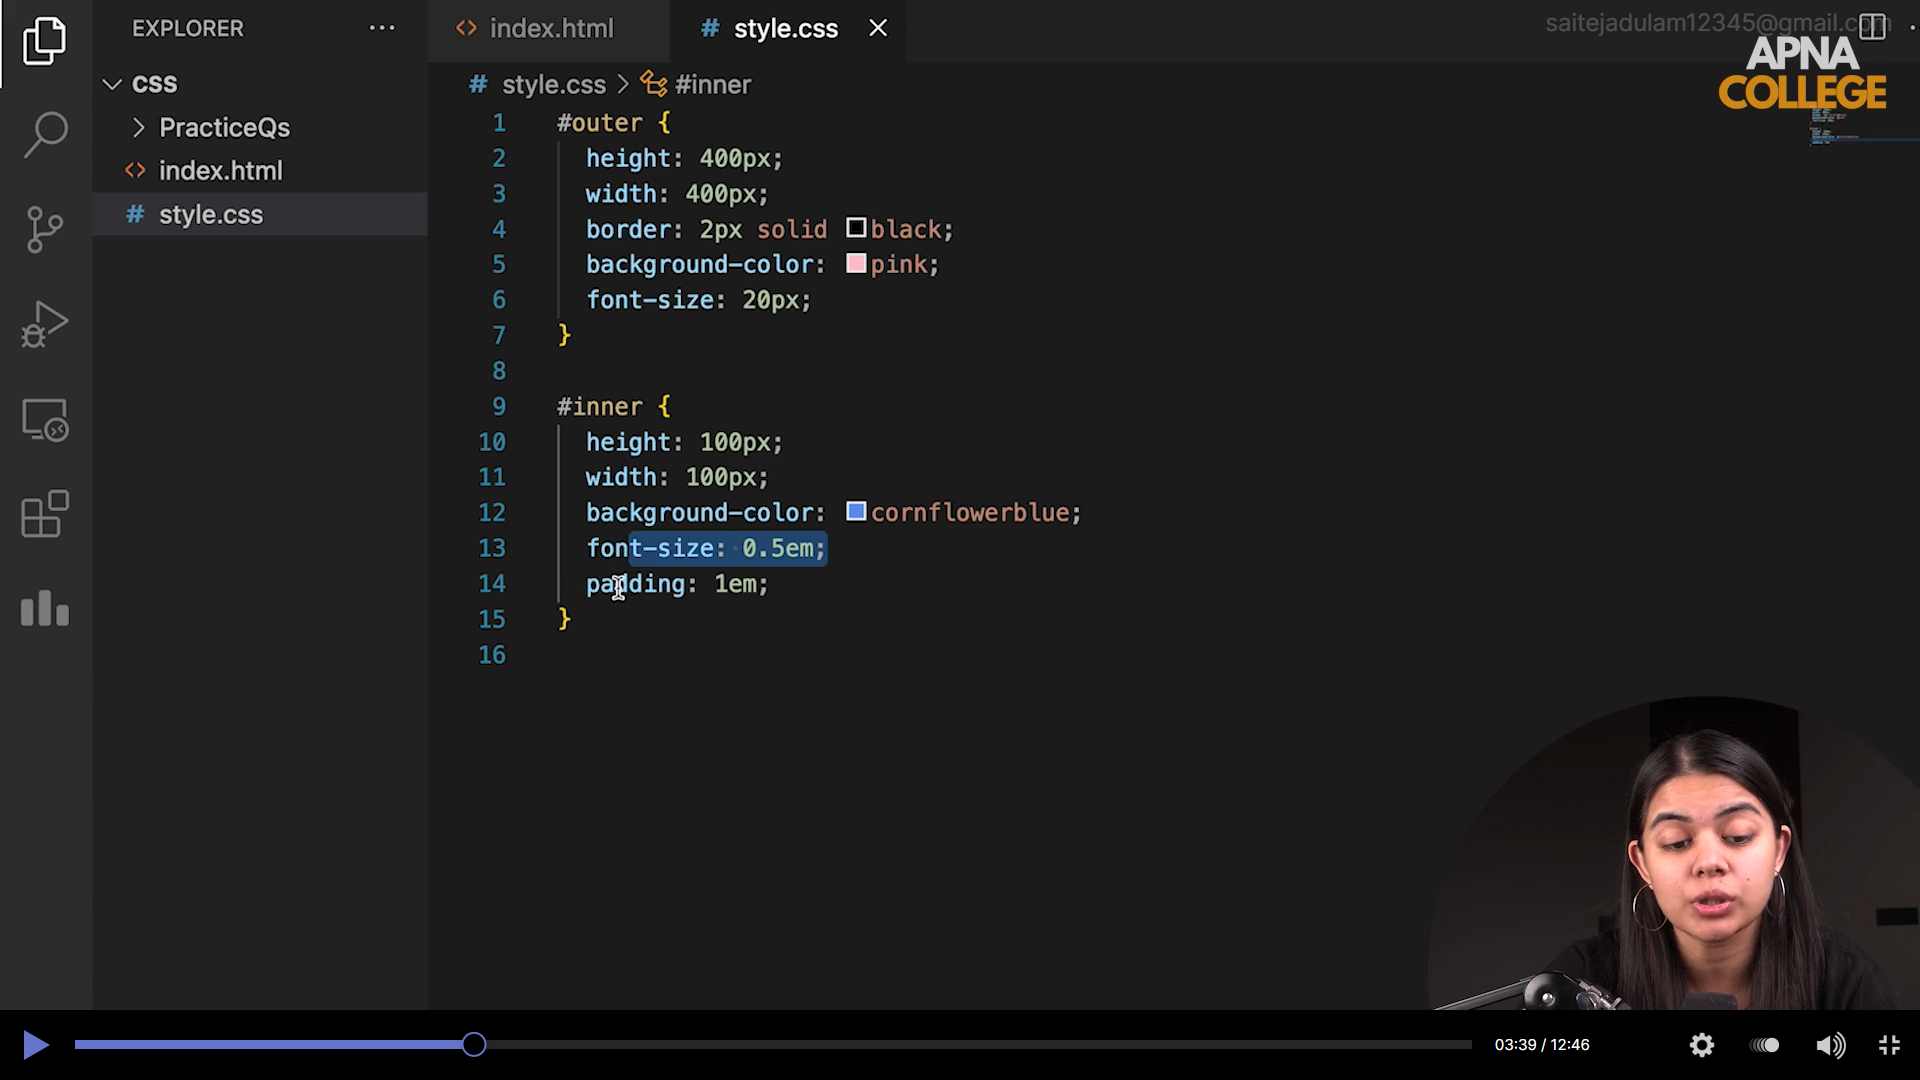 EXPLORER ···
index.html
# style.css
saitejadulam12345@gmail.com
APNA
COLLEGE
CSS
PracticeQs
index.html
# style.css
# style.css > #inner
1 #outer {
2 height: 400px;
3 width: 400px;
4 border: 2px solid black;
5 background-color: pink;
6 font-size: 20px;
7 }
8
9 #inner {
10 height: 100px;
11 width: 100px;
12 background-color: cornflowerblue;
13 font-size: 0.5em;
14 padding: 1em;
15 }
16
03:39 / 12:46